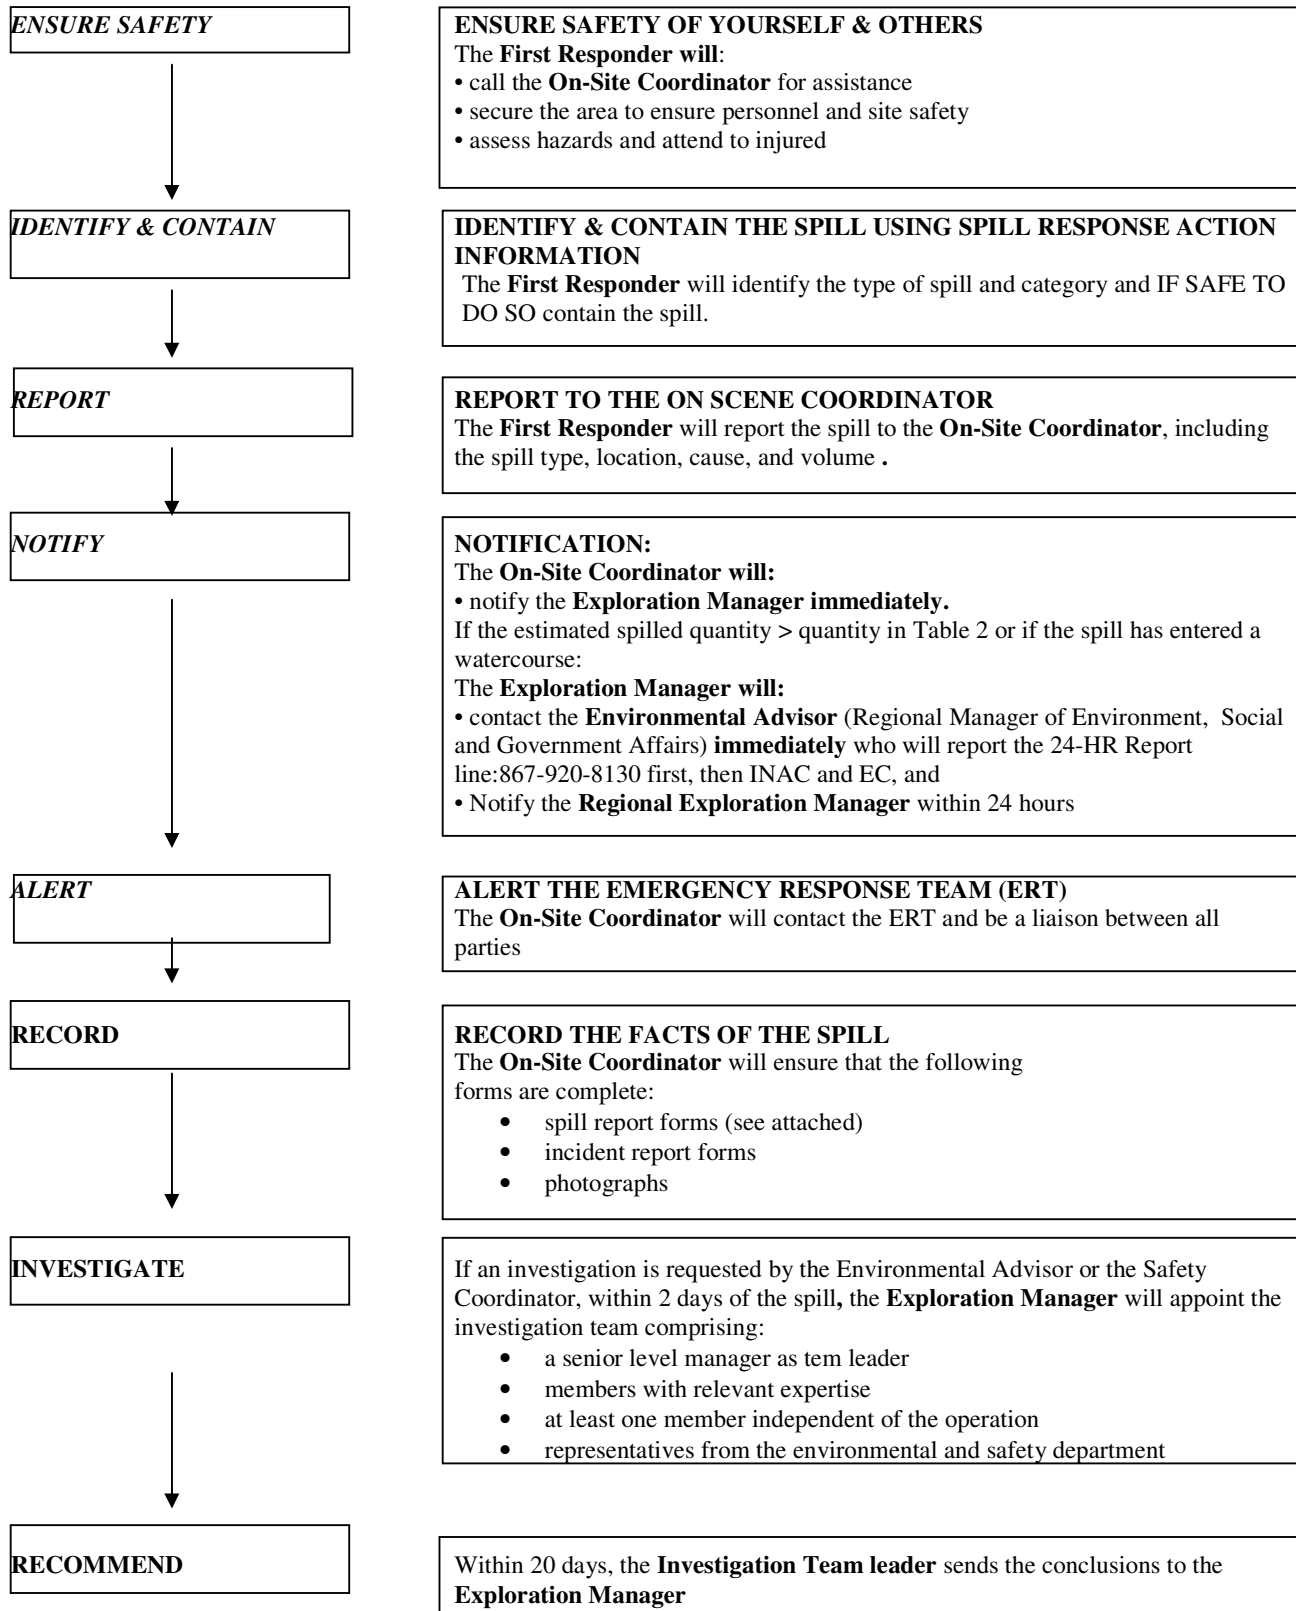 ENSURE SAFETY
ENSURE SAFETY OF YOURSELF & OTHERS
The First Responder will:
• call the On-Site Coordinator for assistance
• secure the area to ensure personnel and site safety
• assess hazards and attend to injured
IDENTIFY & CONTAIN
IDENTIFY & CONTAIN THE SPILL USING SPILL RESPONSE ACTION
INFORMATION
The First Responder will identify the type of spill and category and IF SAFE TO
DO SO contain the spill.
REPORT
REPORT TO THE ON SCENE COORDINATOR
The First Responder will report the spill to the On-Site Coordinator, including
the spill type, location, cause, and volume .
NOTIFY
NOTIFICATION:
The On-Site Coordinator will:
• notify the Exploration Manager immediately.
If the estimated spilled quantity > quantity in Table 2 or if the spill has entered a
watercourse:
The Exploration Manager will:
• contact the Environmental Advisor (Regional Manager of Environment, Social
and Government Affairs) immediately who will report the 24-HR Report
line:867-920-8130 first, then INAC and EC, and
• Notify the Regional Exploration Manager within 24 hours
ALERT
ALERT THE EMERGENCY RESPONSE TEAM (ERT)
The On-Site Coordinator will contact the ERT and be a liaison between all
parties
RECORD
RECORD THE FACTS OF THE SPILL
The On-Site Coordinator will ensure that the following
forms are complete:
• spill report forms (see attached)
• incident report forms
• photographs
INVESTIGATE
If an investigation is requested by the Environmental Advisor or the Safety
Coordinator, within 2 days of the spill, the Exploration Manager will appoint the
investigation team comprising:
• a senior level manager as tem leader
• members with relevant expertise
• at least one member independent of the operation
• representatives from the environmental and safety department
RECOMMEND
Within 20 days, the Investigation Team leader sends the conclusions to the
Exploration Manager